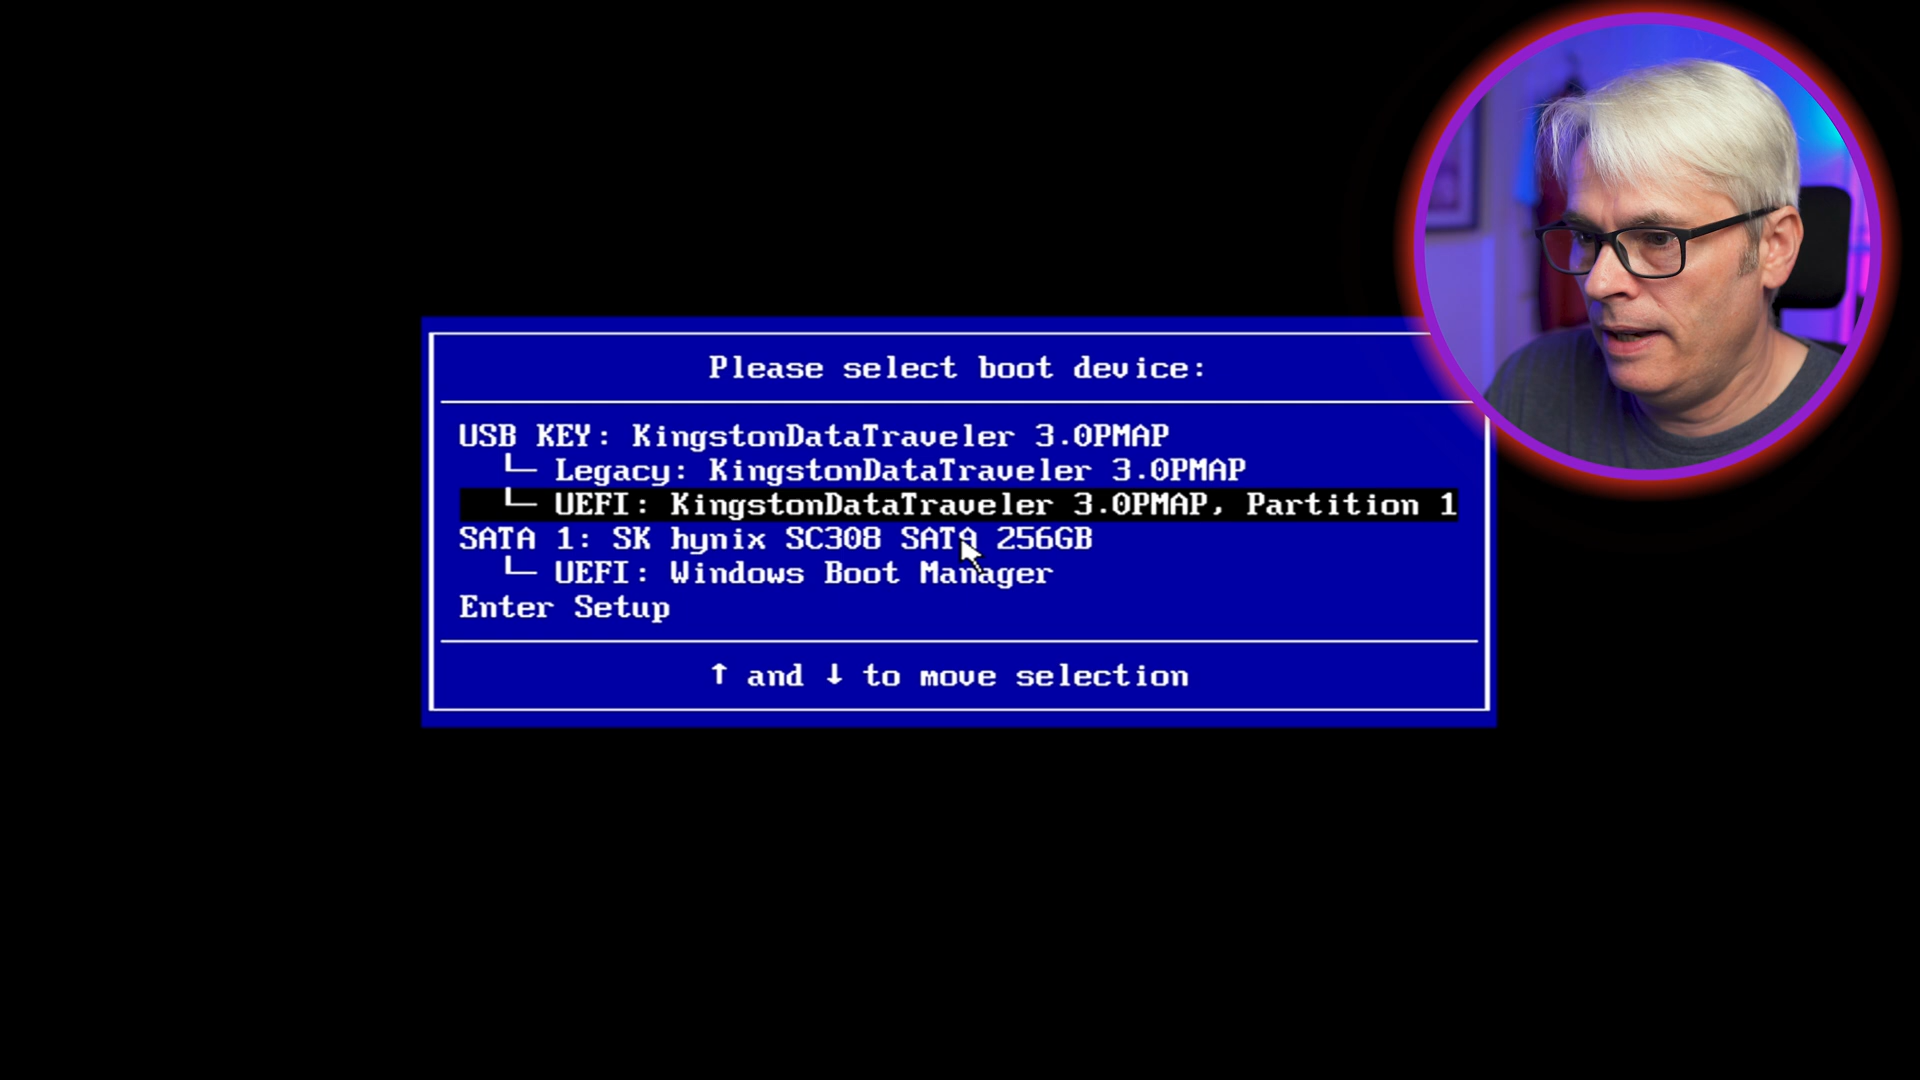 Please select boot device:
USB KEY: KingstonDataTraveler 3.0PMAP
Legacy: KingstonDataTraveler 3.0PMAP
UEFI: KingstonDataTraveler 3.0PMAP, Partition 1
SATA 1: SK hynix SC308 SATA 256GB
UEFI: Windows Boot Manager
Enter Setup
↑ and ↓ to move selection